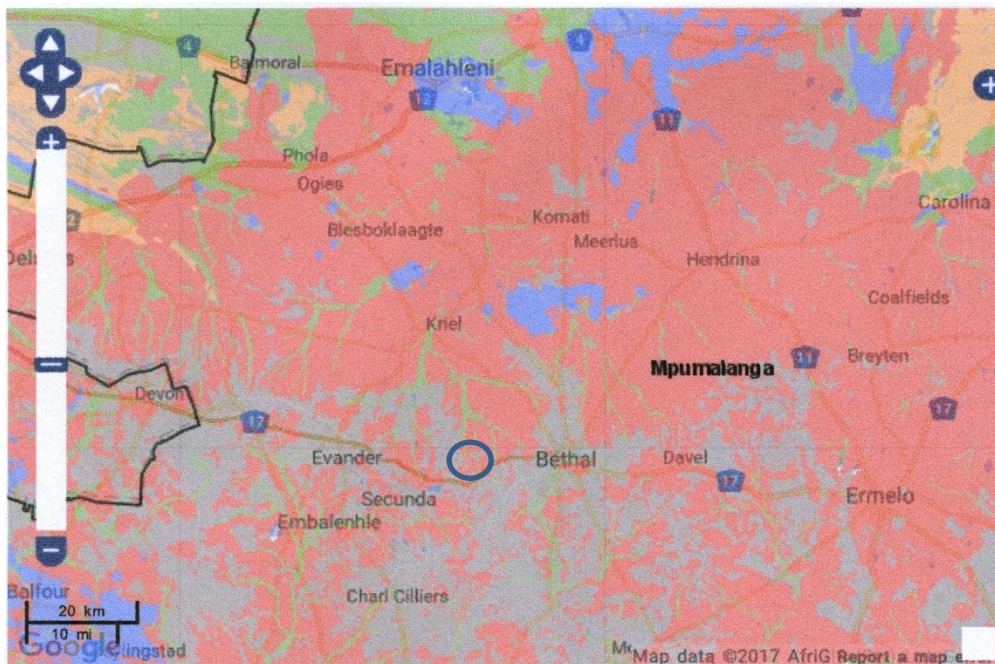 4
4
Balmoral
Emalahleni
12
11
Phola
Ogies
Carolina
Blesboklaagte
Komati
Meerlus
Hendrina
Coalfields
Kriel
11
Mpumalanga
Breyten
Devon
17
17
Evander
Bethal
Davel
17
Secunda
Ermelo
Embalenhle
Balfour
Charl Cilliers
20 km
10 mi
Google
Map data ©2017 AfriG Report a map